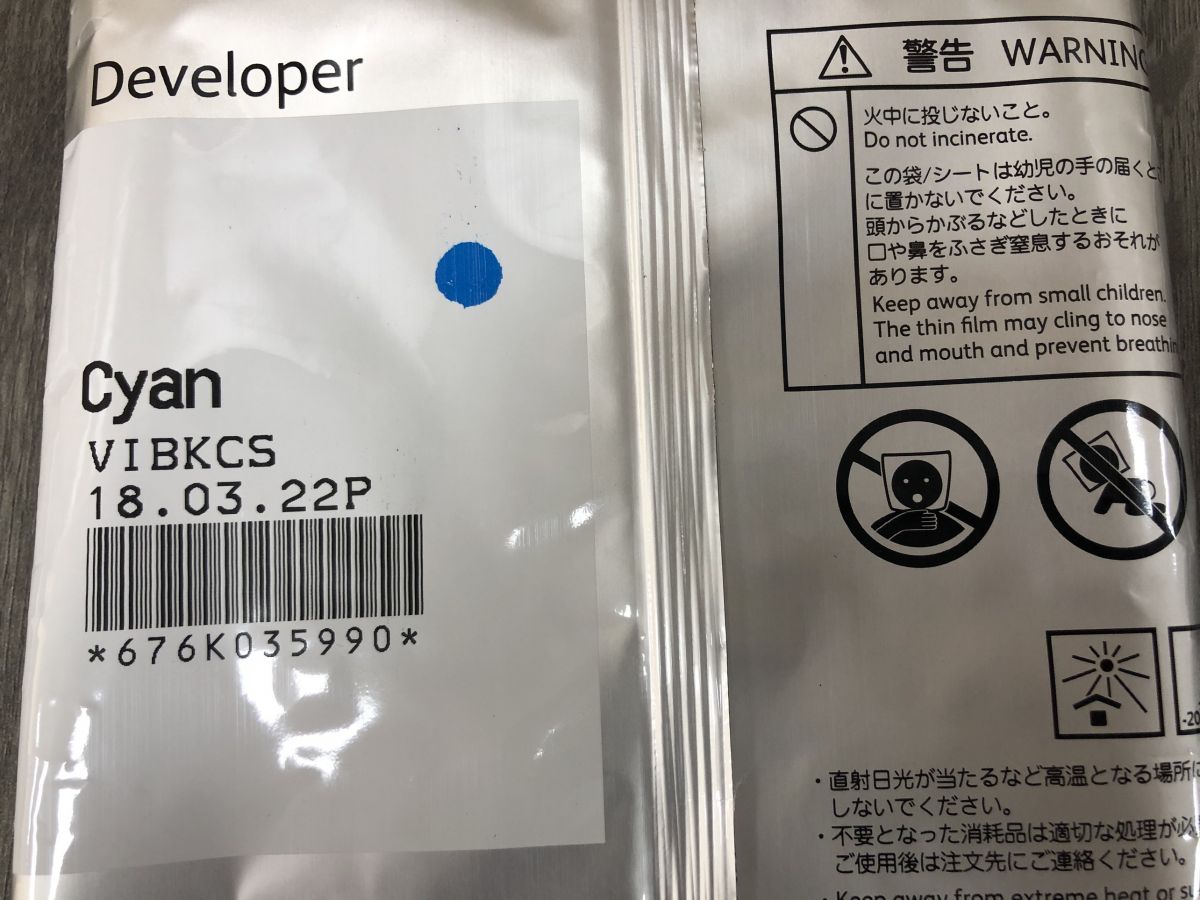 Developer
Cyan
VIBKCS
18.03.22P
*676K035990*
警告 WARNING
火中に投じないこと。
Do not incinerate.
この袋/シートは幼児の手の届くと
に置かないでください。
頭からかぶるなどしたときに
口や鼻をふさぎ窒息するおそれが
あります。
Keep away from small children.
The thin film may cling to nose
and mouth and prevent breathin
-20
・直射日光が当たるなど高温となる場所に
しないでください。
・不要となった消耗品は適切な処理が必
ご使用後は注文先にご連絡ください。
・Keep away from extreme heat or su